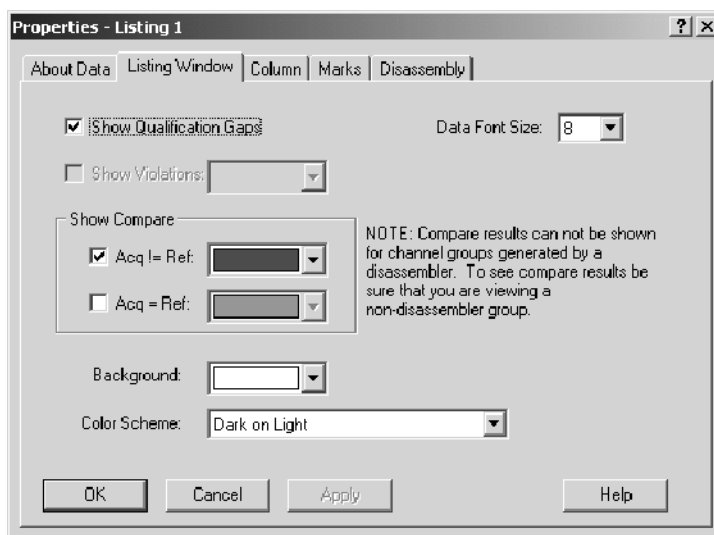 Properties - Listing 1
About Data Listing Window Column Marks Disassembly
Show Qualification Gaps
Data Font Size: 8
Show Violations:
Show Compare
Acq != Ref:
Acq = Ref:
NOTE: Compare results can not be shown
for channel groups generated by a
disassembler. To see compare results be
sure that you are viewing a
non-disassembler group.
Background:
Color Scheme: Dark on Light
OK Cancel Apply Help